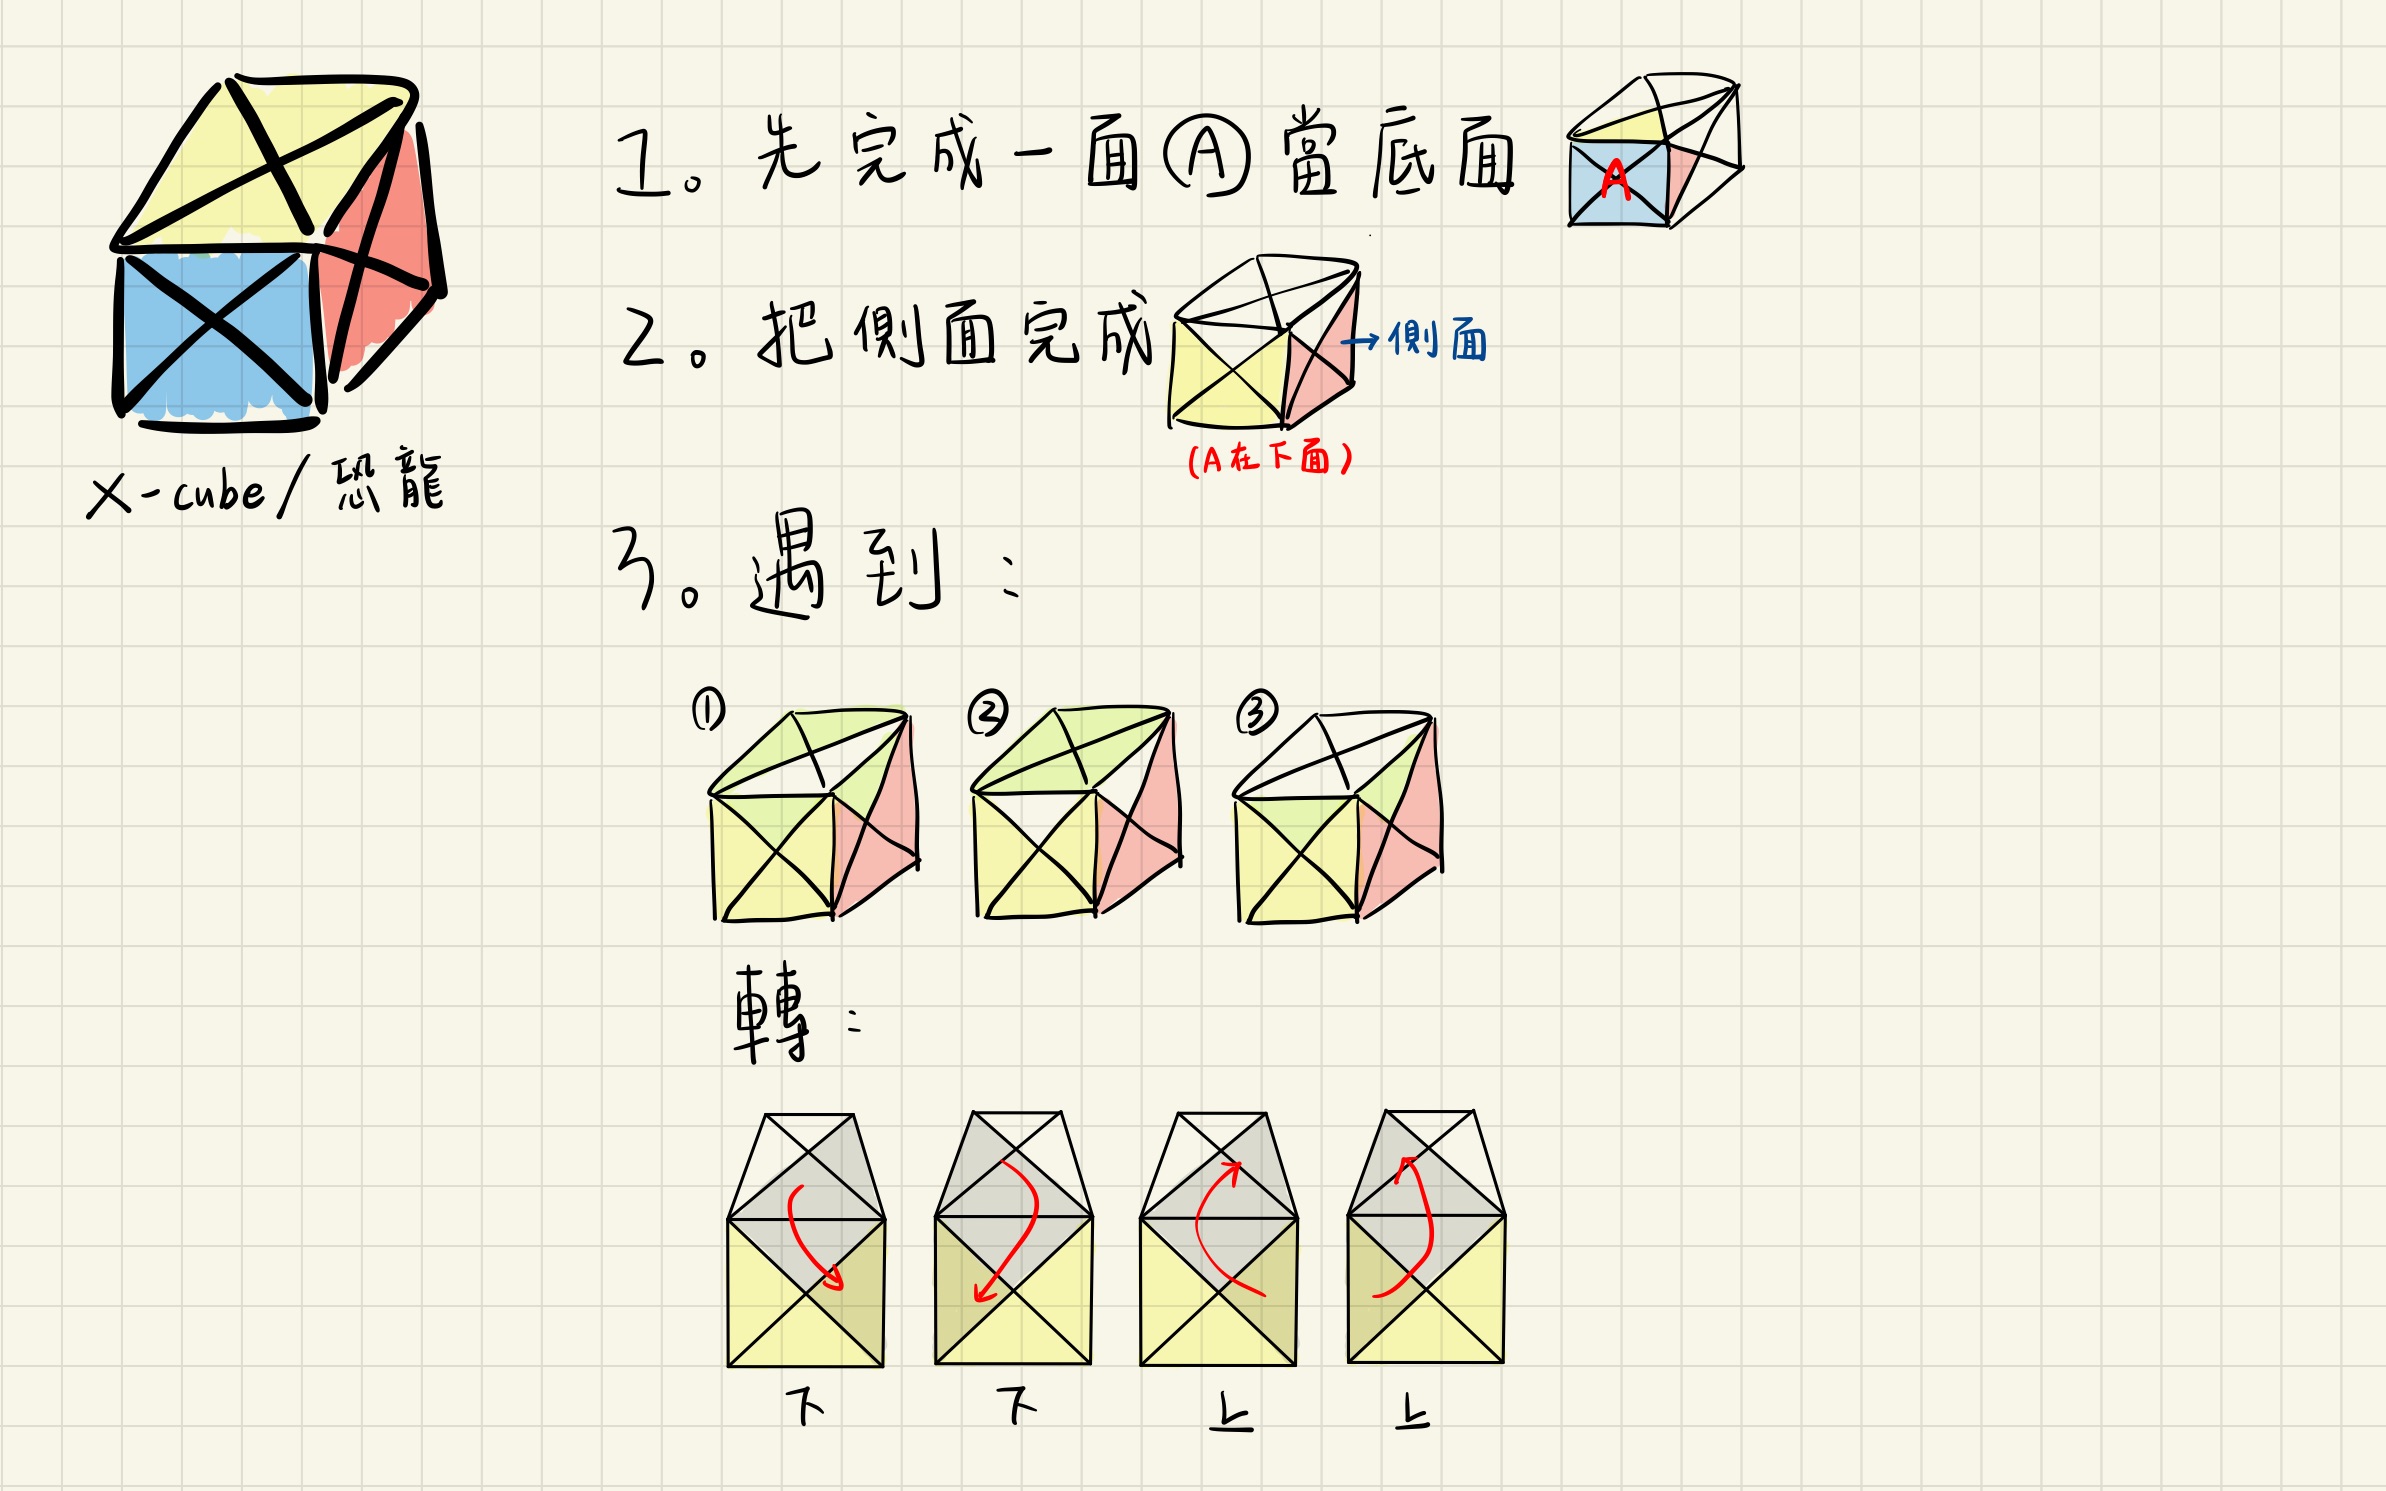 1。先完成一面Ⓐ當底面
A
2。把側面完成
→側面
(A在下面)
X-cube/恐龍
3。遇到：
① ② ③
轉：
下 下 上 上